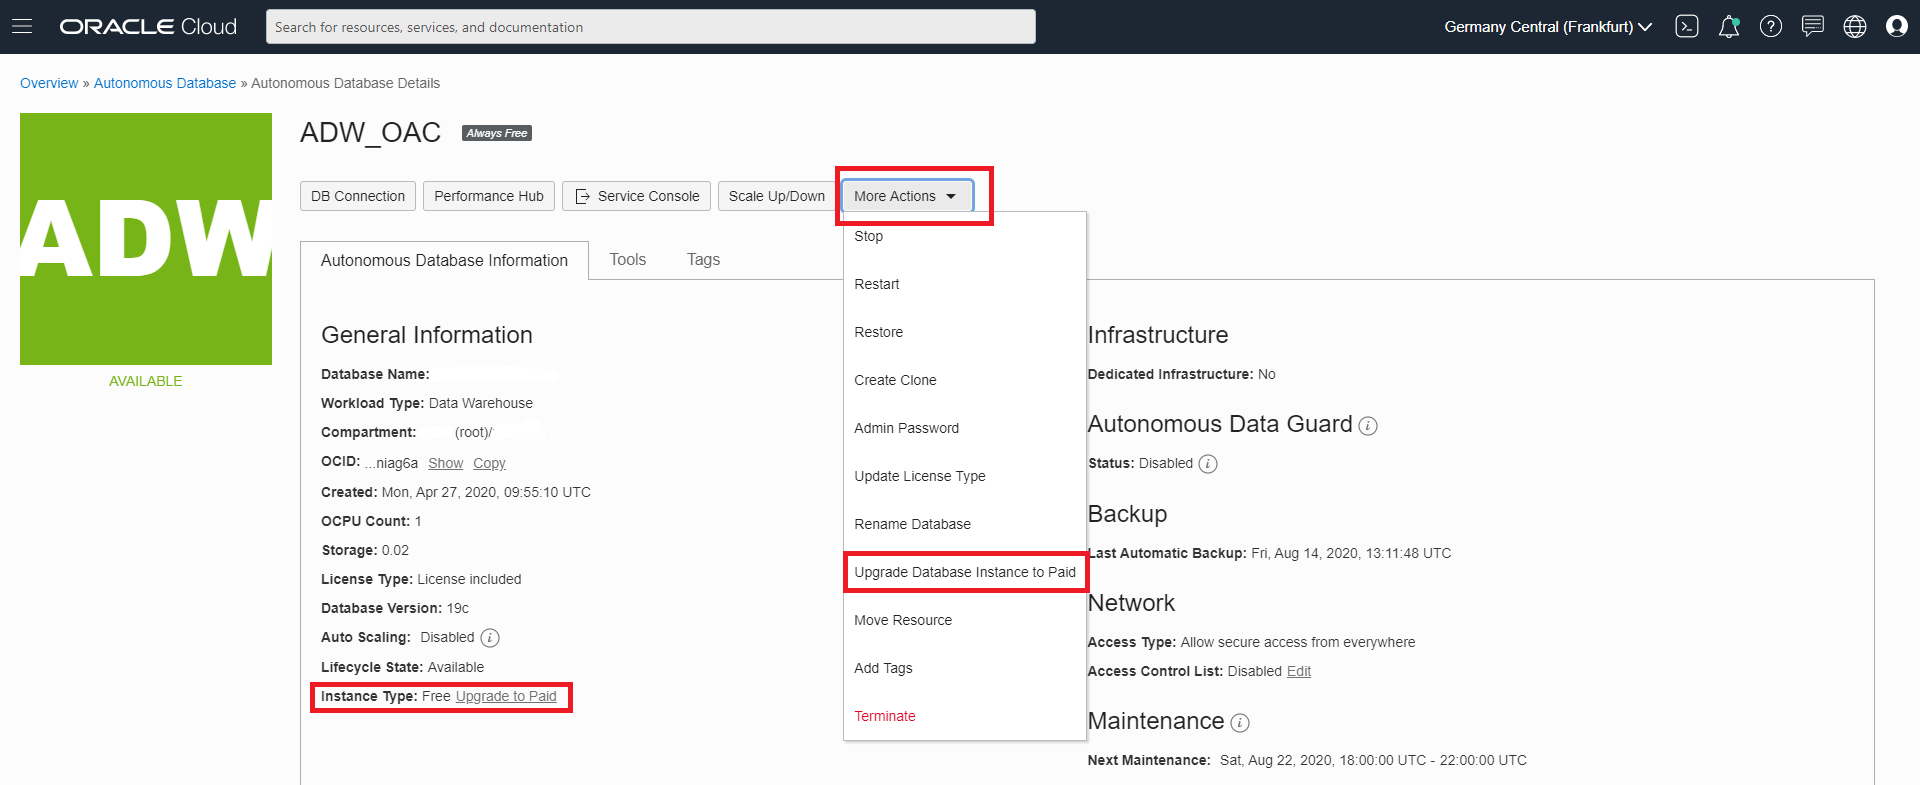 ORACLE Cloud
Search for resources, services, and documentation
Germany Central (Frankfurt)
Overview » Autonomous Database » Autonomous Database Details
ADW
AVAILABLE
ADW_OAC Always Free
DB Connection Performance Hub Service Console Scale Up/Down More Actions
Stop
Restart
Restore
Create Clone
Admin Password
Update License Type
Rename Database
Upgrade Database Instance to Paid
Move Resource
Add Tags
Terminate
Autonomous Database Information Tools Tags
General Information
Database Name:
Workload Type: Data Warehouse
Compartment: (root)/
OCID: ...niag6a Show Copy
Created: Mon, Apr 27, 2020, 09:55:10 UTC
OCPU Count: 1
Storage: 0.02
License Type: License included
Database Version: 19c
Auto Scaling: Disabled i
Lifecycle State: Available
Instance Type: Free Upgrade to Paid
Infrastructure
Dedicated Infrastructure: No
Autonomous Data Guard i
Status: Disabled i
Backup
Last Automatic Backup: Fri, Aug 14, 2020, 13:11:48 UTC
Network
Access Type: Allow secure access from everywhere
Access Control List: Disabled Edit
Maintenance i
Next Maintenance: Sat, Aug 22, 2020, 18:00:00 UTC - 22:00:00 UTC